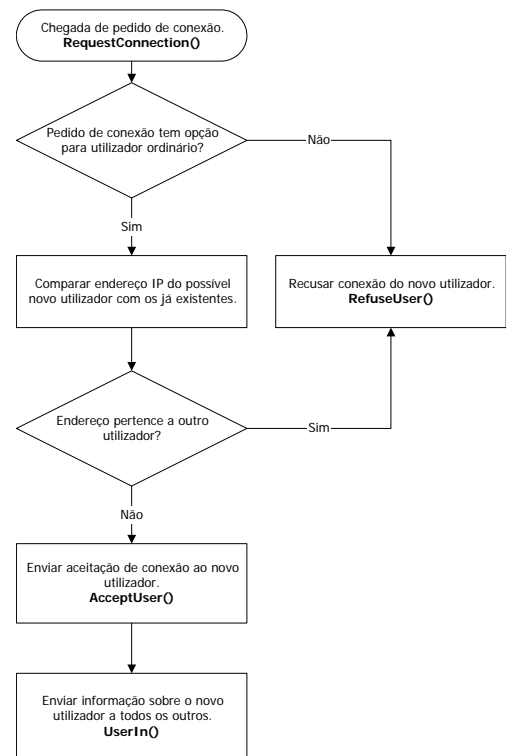 Chegada de pedido de conexão.
RequestConnection()
Pedido de conexão tem opção
para utilizador ordinário?
Não
Sim
Comparar endereço IP do possível
novo utilizador com os já existentes.
Recusar conexão do novo utilizador.
RefuseUser()
Endereço pertence a outro
utilizador?
Sim
Não
Enviar aceitação de conexão ao novo
utilizador.
AcceptUser()
Enviar informação sobre o novo
utilizador a todos os outros.
UserIn()